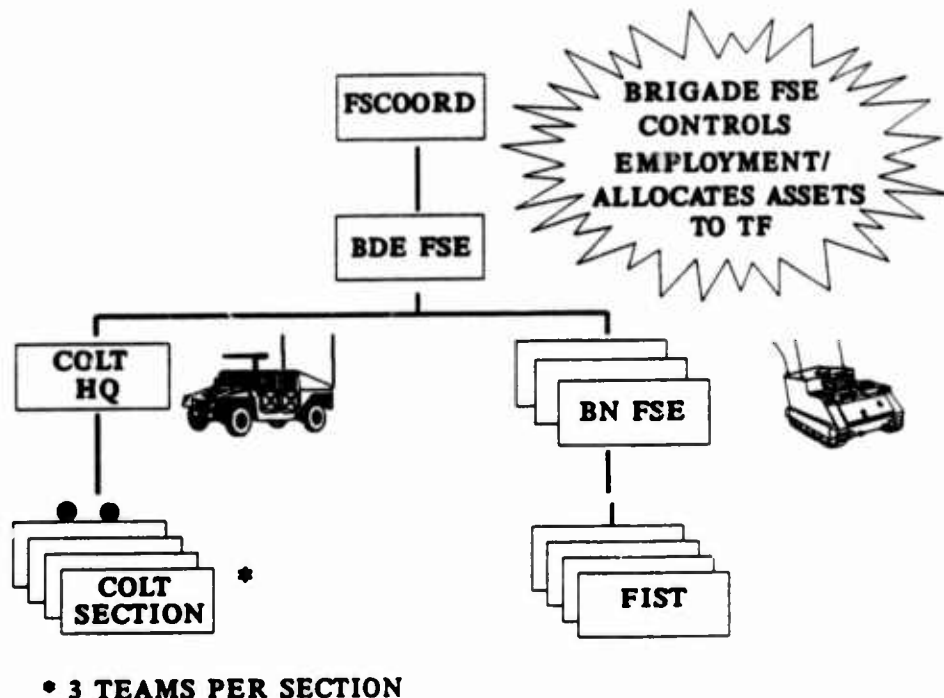 FSCOORD
BRIGADE FSE
CONTROLS
EMPLOYMENT/
ALLOCATES ASSETS
TO TF
BDE FSE
COLT
HQ
BN FSE
COLT
SECTION
*
FIST
* 3 TEAMS PER SECTION